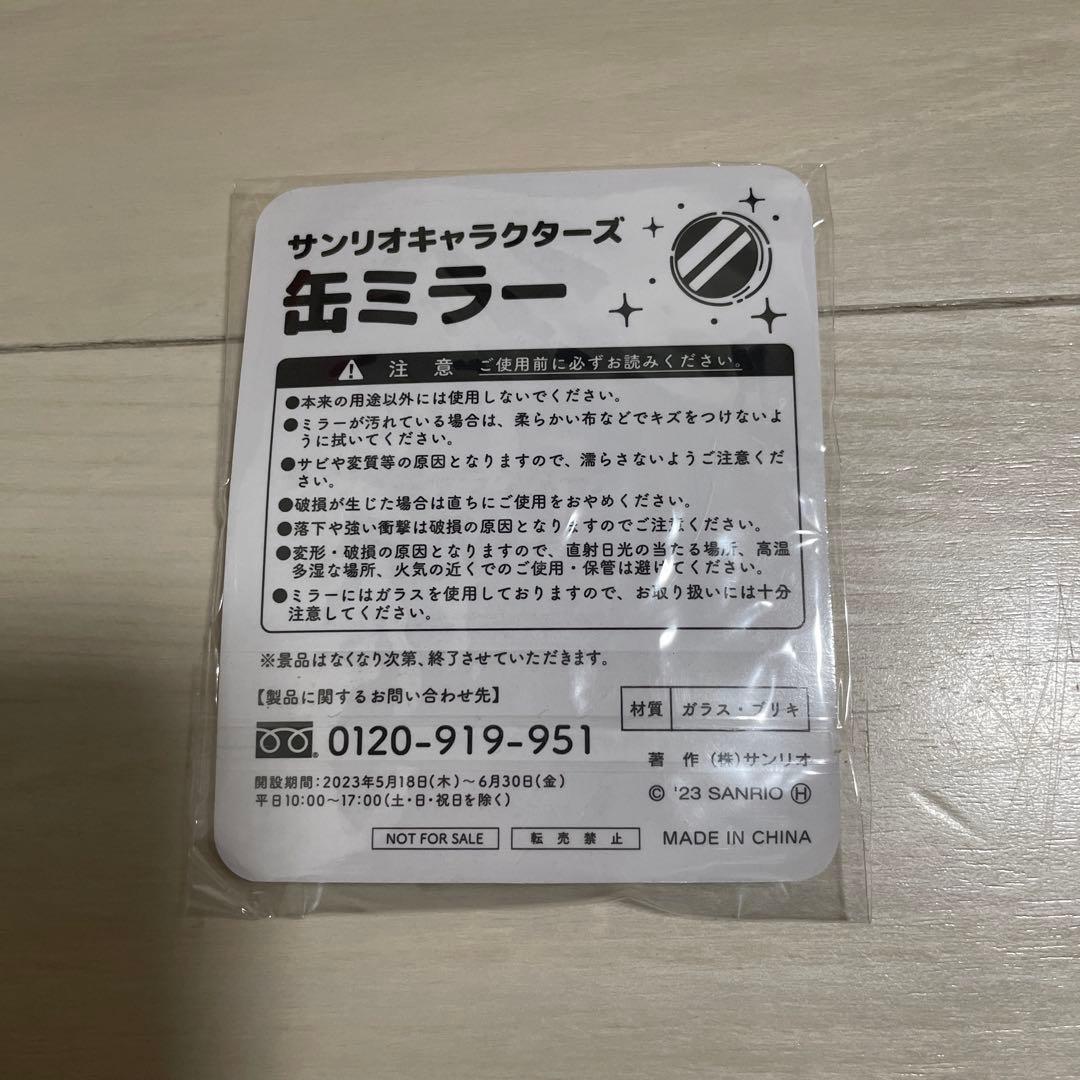 サンリオキャラクターズ
缶ミラー
注意 ご使用前に必ずお読みください。
●本来の用途以外には使用しないでください。
●ミラーが汚れている場合は、柔らかい布などでキズをつけないよ
うに拭いてください。
●サビや変質等の原因となりますので、濡らさないようご注意くだ
さい。
●破損が生じた場合は直ちにご使用をおやめください。
●落下や強い衝撃は破損の原因となりますのでご注意ください。
●変形・破損の原因となりますので、直射日光の当たる場所、高温
多湿な場所、火気の近くでのご使用・保管は避けてください。
●ミラーにはガラスを使用しておりますので、お取り扱いには十分
注意してください。
※景品はなくなり次第、終了させていただきます。
【製品に関するお問い合わせ先】
0120-919-951
開設期間:2023年5月18日(木)〜6月30日(金)
平日10:00〜17:00(土・日・祝日を除く)
材質 ガラス・ブリキ
著作 (株)サンリオ
© '23 SANRIO Ⓗ
NOT FOR SALE 転売禁止 MADE IN CHINA